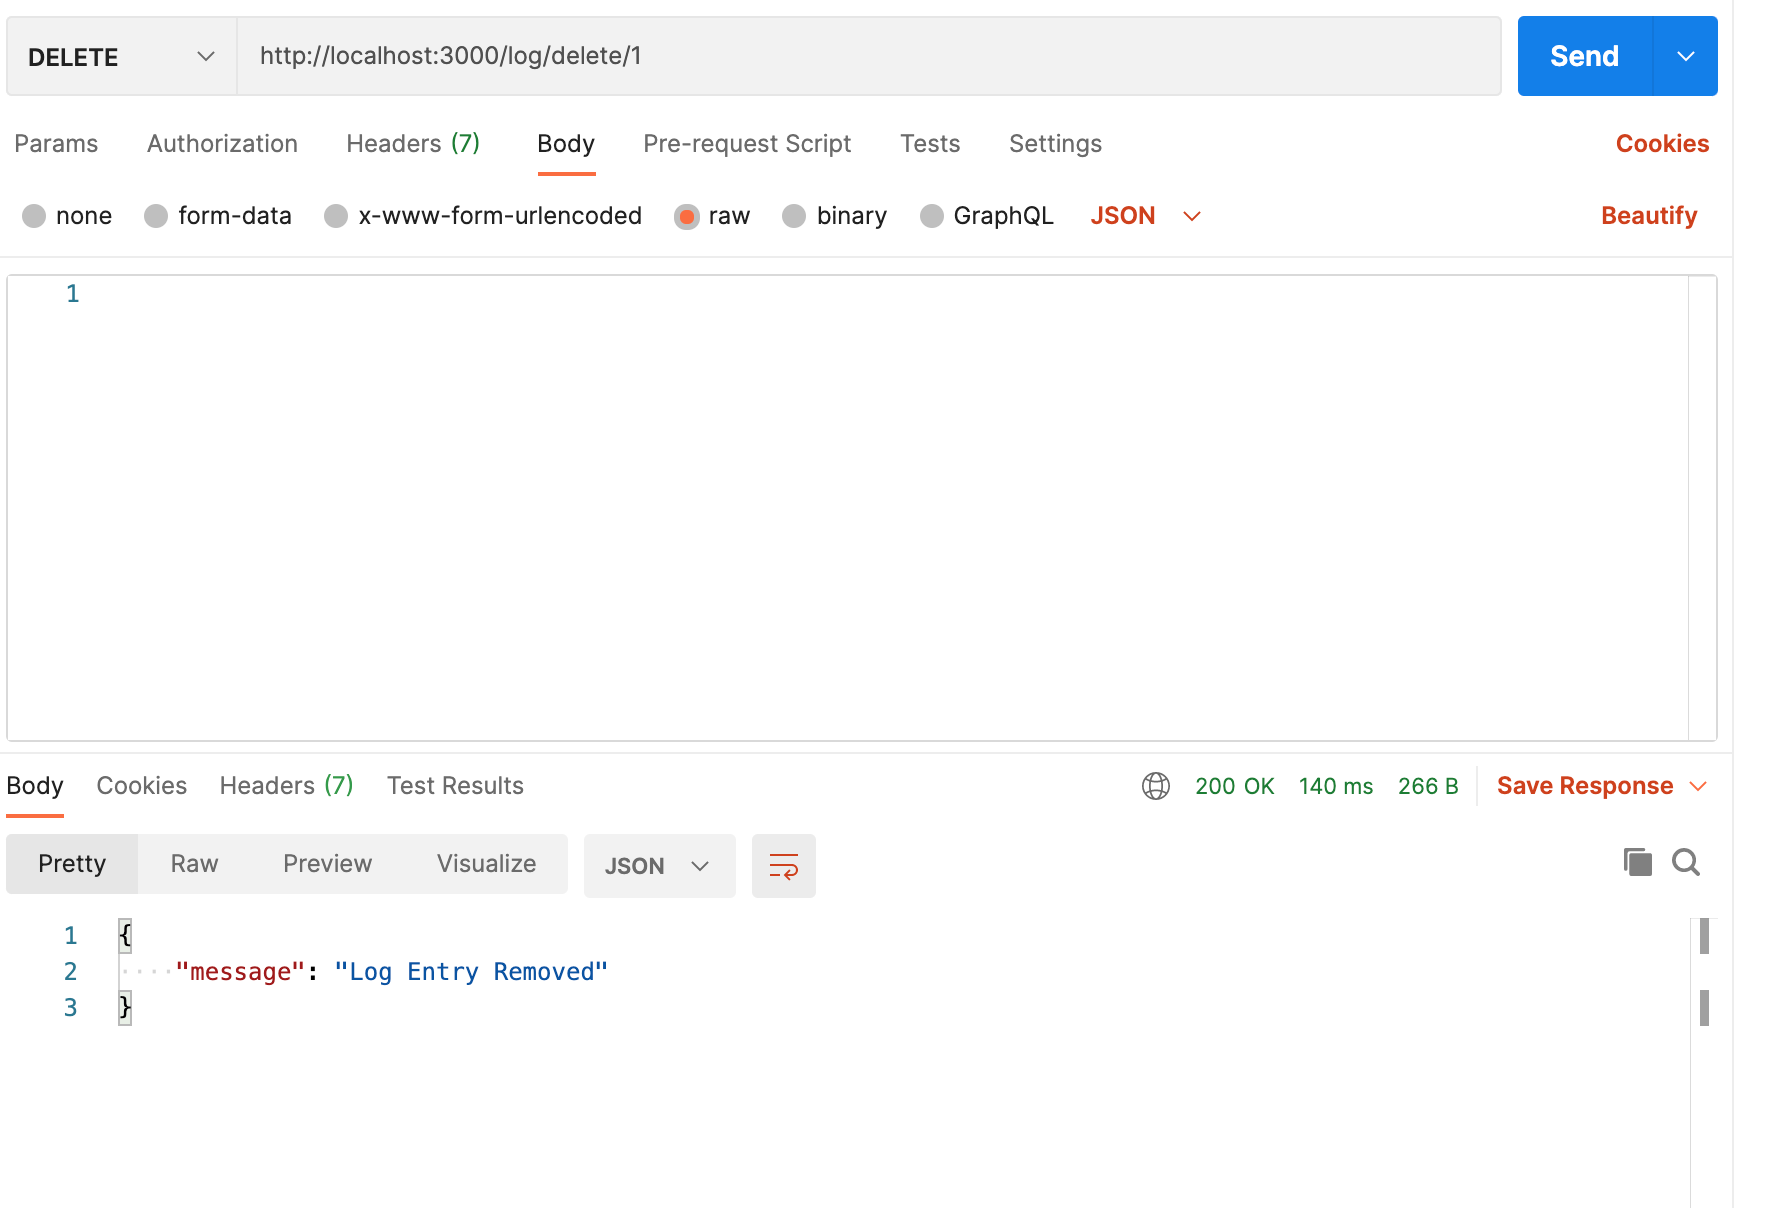 DELETE http://localhost:3000/log/delete/1 Send
Params Authorization Headers (7) Body Pre-request Script Tests Settings Cookies
none form-data x-www-form-urlencoded raw binary GraphQL JSON Beautify
1
Body Cookies Headers (7) Test Results 200 OK 140 ms 266 B Save Response
Pretty Raw Preview Visualize JSON
1 {
2 "message": "Log Entry Removed"
3 }